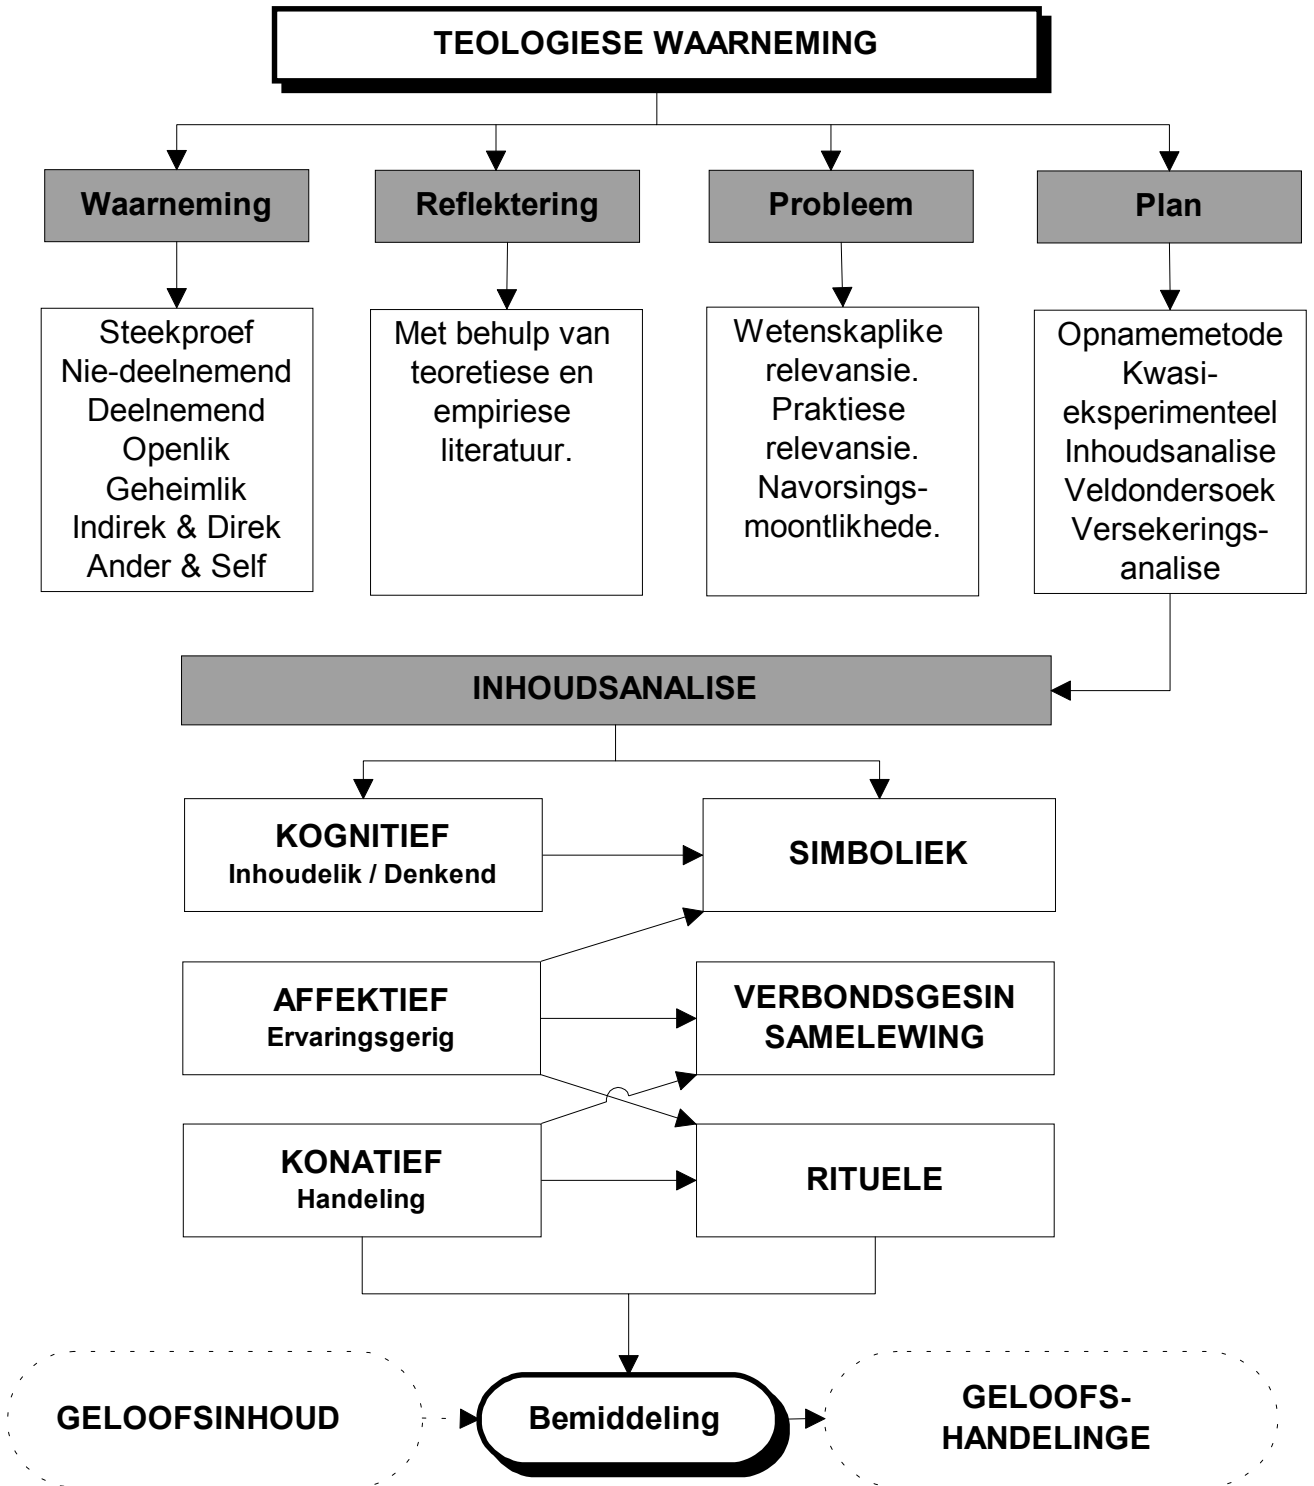 TEOLOGIESE WAARNEMING
Waarneming
Reflektering
Probleem
Plan
Steekproef
Nie-deelnemend
Deelnemend
Openlik
Geheimlik
Indirek & Direk
Ander & Self
Met behulp van
teoretiese en
empiriese
literatuur.
Wetenskaplike
relevansie.
Praktiese
relevansie.
Navorsings-
moontlikhede.
Opnamemetode
Kwasi-
eksperimenteel
Inhoudsanalise
Veldondersoek
Versekerings-
analise
INHOUDSANALISE
KOGNITIEF
Inhoudelik / Denkend
SIMBOLIEK
AFFEKTIEF
Ervaringsgerig
VERBONDSGESIN
SAMELEWING
KONATIEF
Handeling
RITUELE
GELOOFSINHOUD
Bemiddeling
GELOOFS-
HANDELINGE